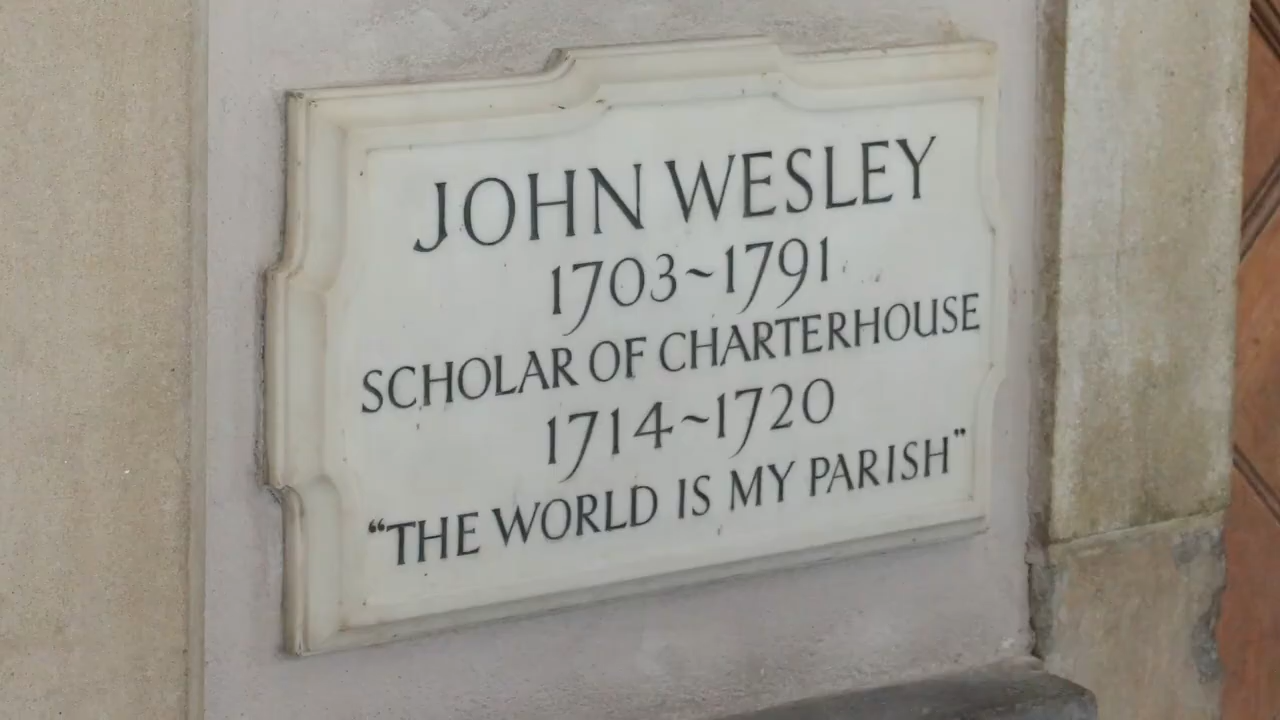 JOHN WESLEY
1703~1791
SCHOLAR OF CHARTERHOUSE
1714~1720
“THE WORLD IS MY PARISH”